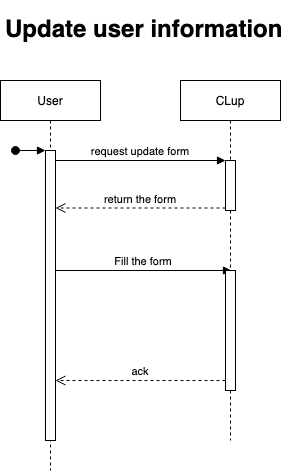 Update user information
User
CLup
request update form
return the form
Fill the form
ack